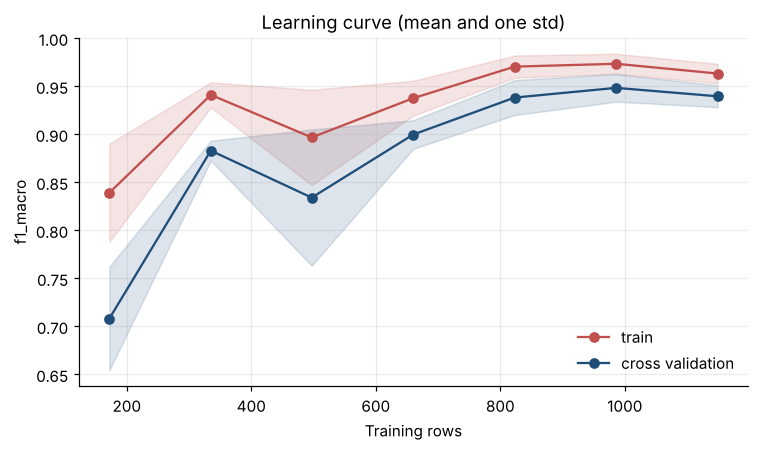 Learning curve (mean and one std)
f1_macro
1.00
0.95
0.90
0.85
0.80
0.75
0.70
0.65
train
cross validation
200
400
600
800
1000
Training rows